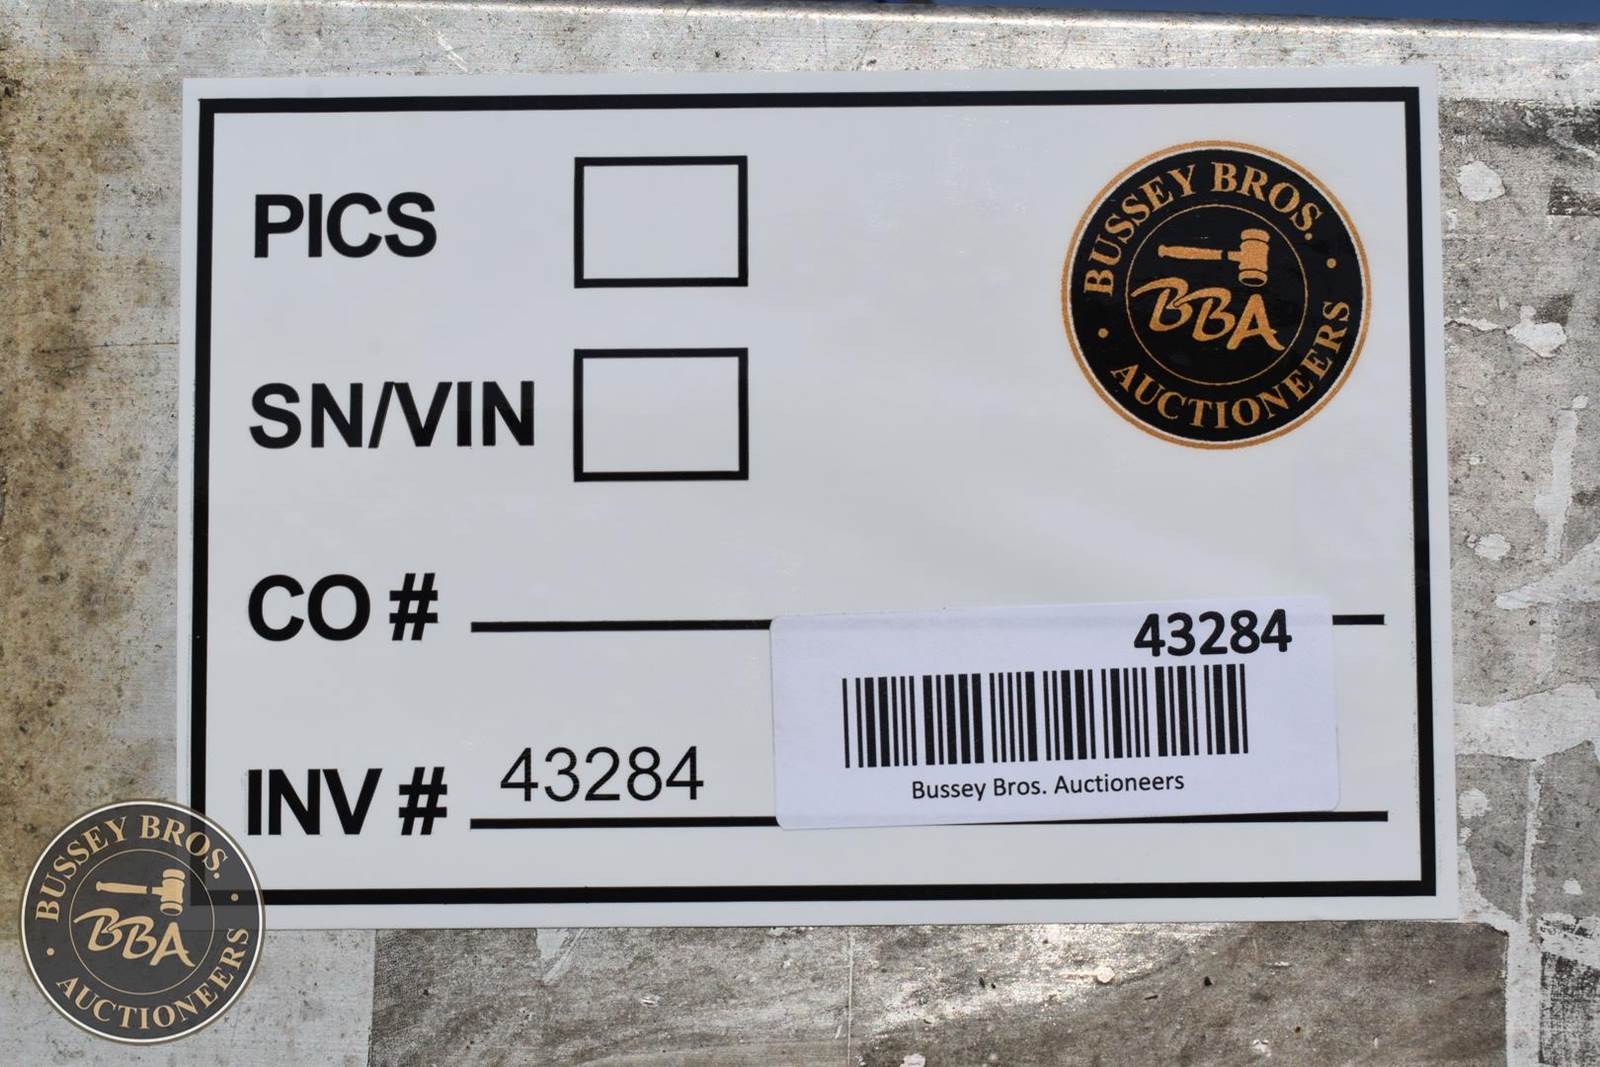 PICS
BUSSEY BROS.
BBA
AUCTIONEERS
SN/VIN
CO #
43284
INV # 43284
Bussey Bros. Auctioneers
BUSSEY BROS.
BBA
AUCTIONEERS